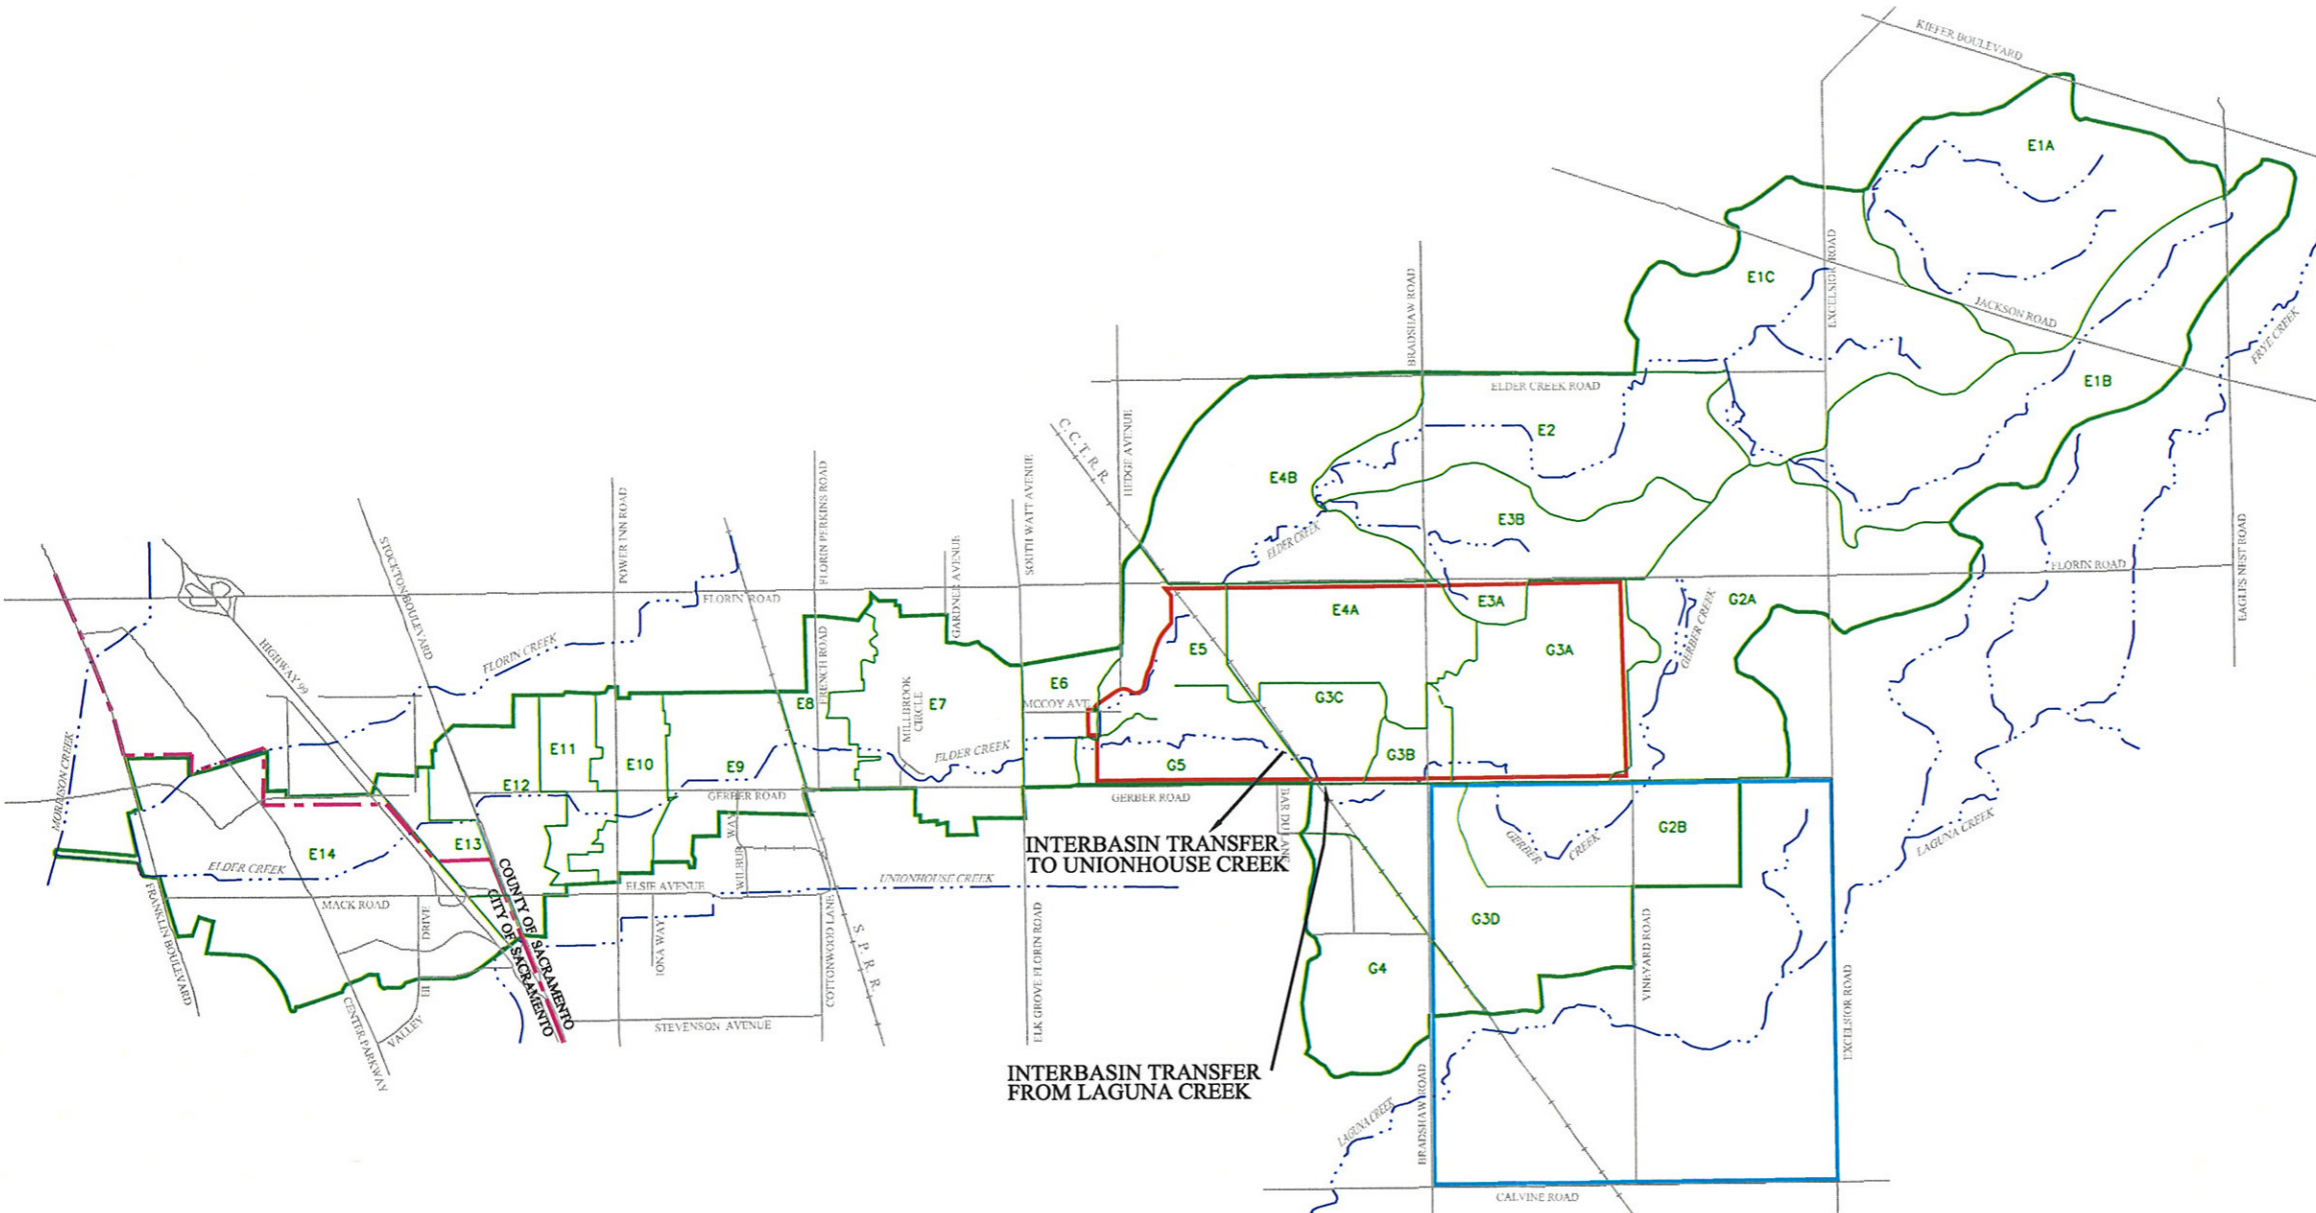 KIEFER BOULEVARD
E1A
E1C
EXCELSIOR ROAD
JACKSON ROAD
FRYE CREEK
E1B
BRADSHAW ROAD
ELDER CREEK ROAD
HEDGE AVENUE
C. C. T. R. R.
E2
E4B
E3B
ELDER CREEK
SOUTH WATT AVENUE
FLORIN PERKINS ROAD
POWER INN ROAD
STOCKTON BOULEVARD
GARDNER AVENUE
EAGLES NEST ROAD
FLORIN ROAD
FLORIN ROAD
G2A
GERBER CREEK
E3A
E4A
E5
G3A
FLORIN CREEK
HIGHWAY 99
FRENCH ROAD
E6
MCCOY AVE.
E8
E7
MILLBROOK
CIRCLE
G3C
ELDER CREEK
G3B
G5
E11
E10
E9
E12
MORRISON CREEK
GERBER ROAD
GERBER ROAD
BAR DU LANE
G2B
GERBER
CREEK
LAGUNA CREEK
WILBUR WAY
E13
E14
ELDER CREEK
INTERBASIN TRANSFER
TO UNIONHOUSE CREEK
UNIONHOUSE CREEK
ELSIE AVENUE
MACK ROAD
FRANKLIN BOULEVARD
VALLEY
HI
DRIVE
CENTER PARKWAY
COUNTY OF SACRAMENTO
CITY OF SACRAMENTO
IONA WAY
COTTONWOOD LANE
S. P. R. R.
ELK GROVE FLORIN ROAD
G3D
G4
VINEYARD ROAD
EXCELSIOR ROAD
STEVENSON AVENUE
INTERBASIN TRANSFER
FROM LAGUNA CREEK
LAGUNA CREEK
BRADSHAW ROAD
CALVINE ROAD